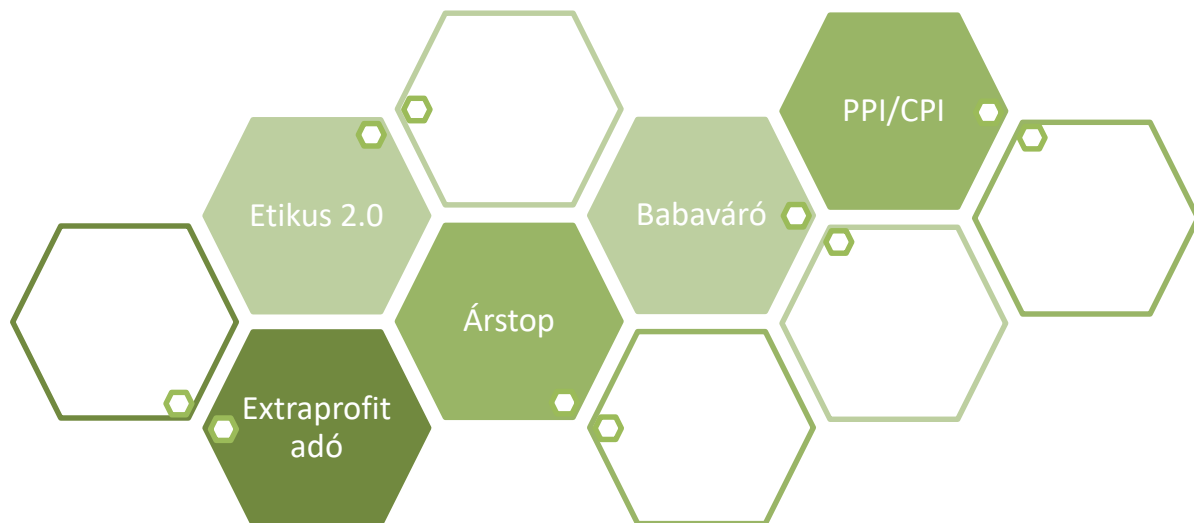 PPI/CPI
Etikus 2.0
Babaváró
Árstop
Extraprofit
adó